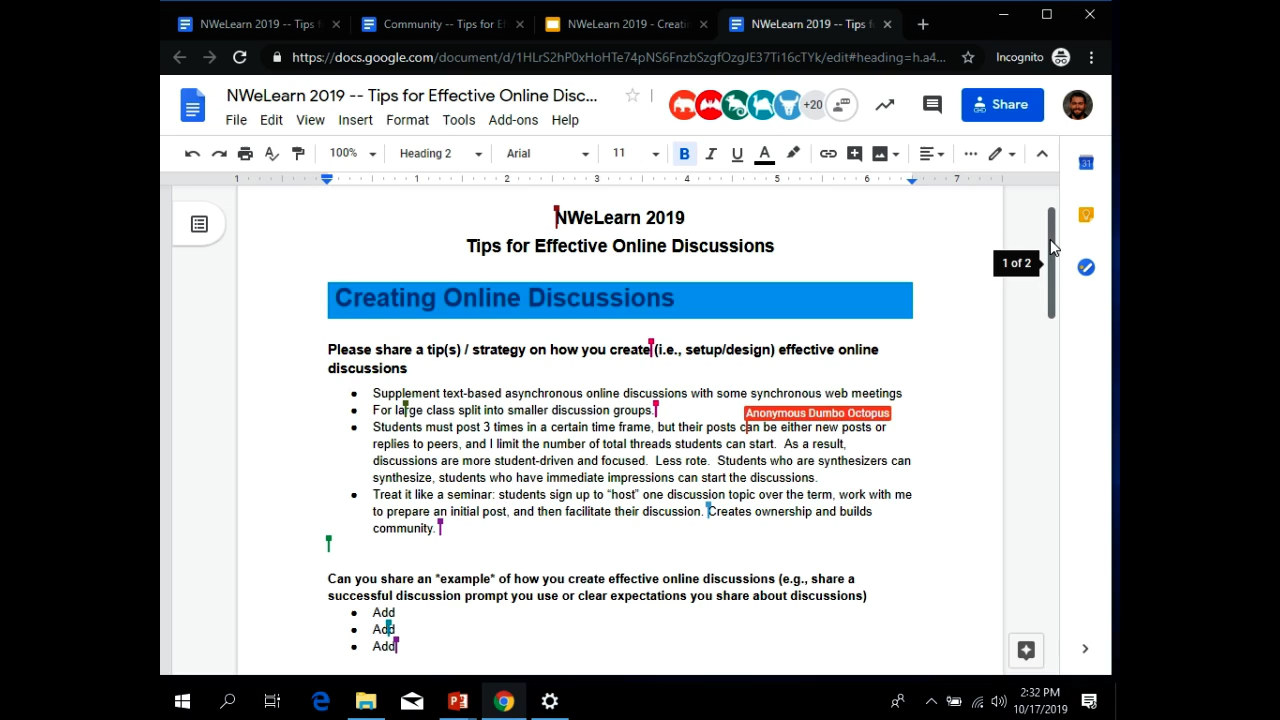 NWeLearn 2019 -- Tips f
Community -- Tips for Ef
NWeLearn 2019 - Creati
NWeLearn 2019 -- Tips f
https://docs.google.com/document/d/1HLrS2hP0xHoHTe74pNS6FnzbSzgfOzgJE37Ti16cTYk/edit#heading=h.a4...
Incognito
NWeLearn 2019 -- Tips for Effective Online Disc...
+20
Share
File Edit View Insert Format Tools Add-ons Help
100% Heading 2 Arial 11 B I U A
31
1 1 2 3 4 5 6 7
NWeLearn 2019
Tips for Effective Online Discussions
1 of 2
Creating Online Discussions
Please share a tip(s) / strategy on how you create (i.e., setup/design) effective online
discussions
Supplement text-based asynchronous online discussions with some synchronous web meetings
For large class split into smaller discussion groups.
Anonymous Dumbo Octopus
Students must post 3 times in a certain time frame, but their posts can be either new posts or
replies to peers, and I limit the number of total threads students can start. As a result,
discussions are more student-driven and focused. Less rote. Students who are synthesizers can
synthesize, students who have immediate impressions can start the discussions.
Treat it like a seminar: students sign up to “host” one discussion topic over the term, work with me
to prepare an initial post, and then facilitate their discussion. Creates ownership and builds
community.
Can you share an *example* of how you create effective online discussions (e.g., share a
successful discussion prompt you use or clear expectations you share about discussions)
Add
Add
Add
2:32 PM
10/17/2019